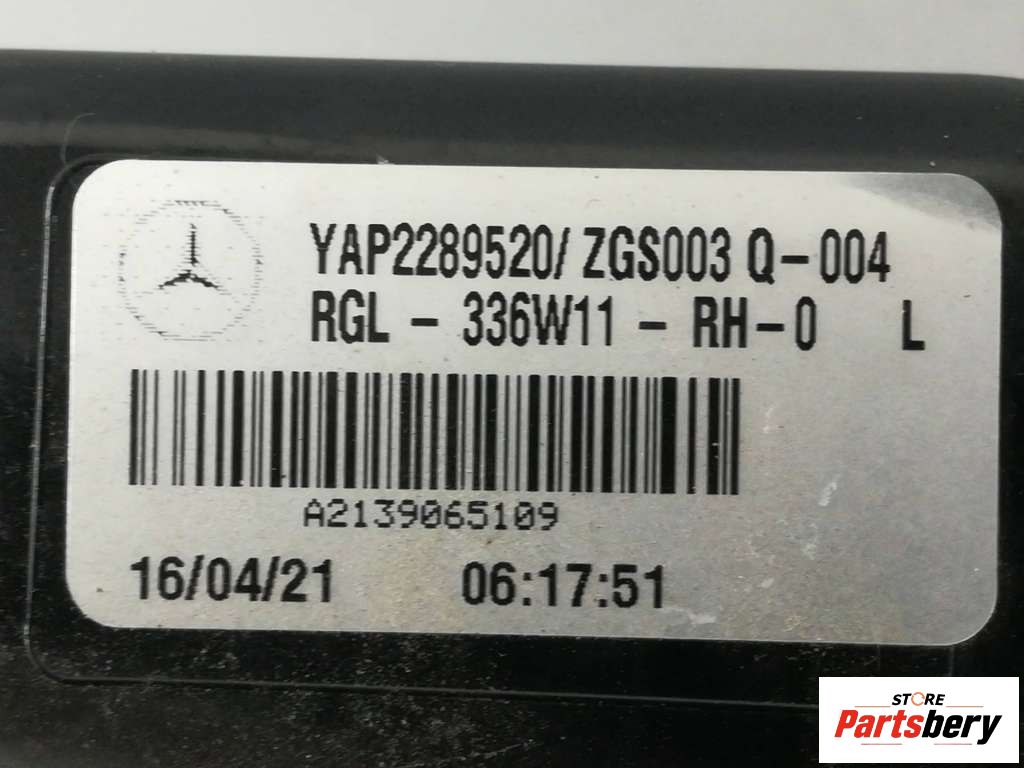 YAP2289520/ ZGS003 Q-004
RGL - 336W11 - RH-0 L
A2139065109
16/04/21 06:17:51
STORE
Partsbery